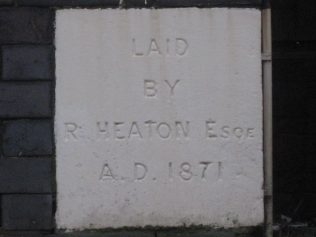 LAID
BY
R. HEATON ESQE
A.D. 1871